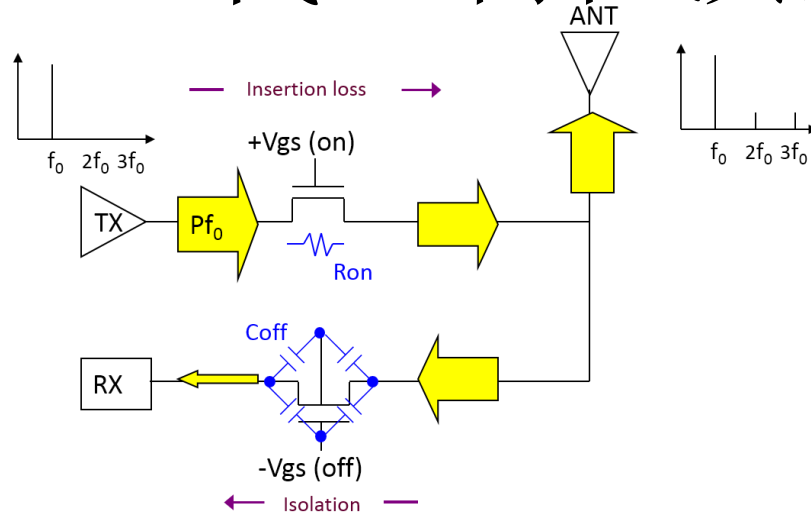 ANT
Insertion loss
f₀ 2f₀ 3f₀
f₀ 2f₀ 3f₀
+Vgs (on)
TX
Pf₀
Ron
Coff
RX
-Vgs (off)
Isolation